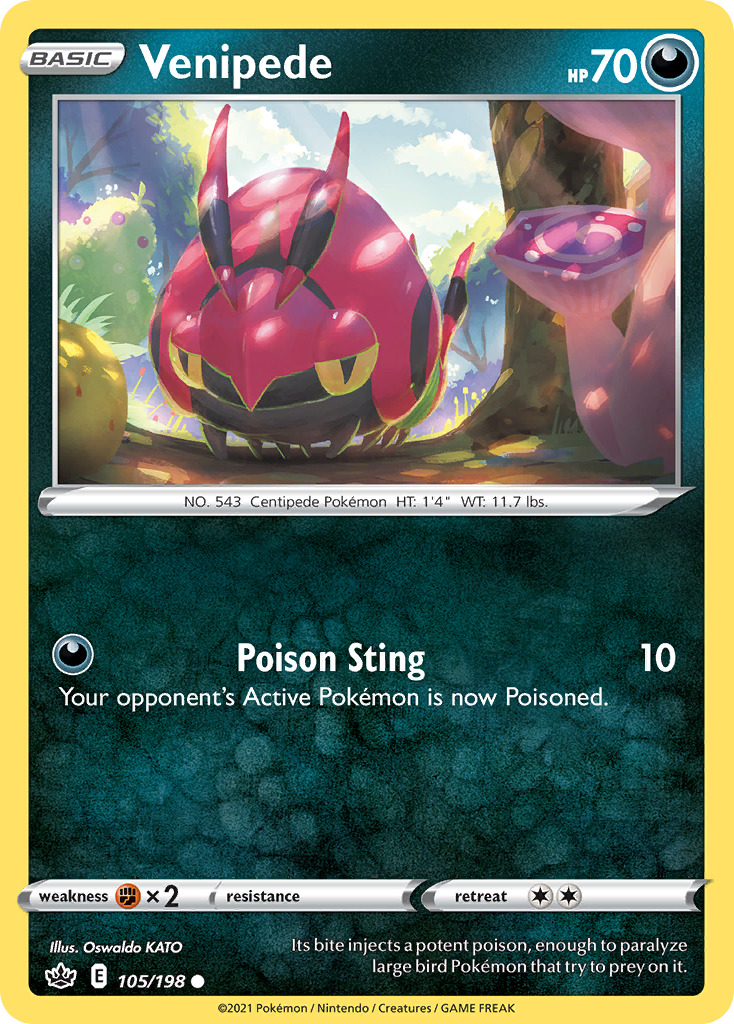 BASIC Venipede HP 70
NO. 543 Centipede Pokémon HT: 1'4" WT: 11.7 lbs.
Poison Sting 10
Your opponent's Active Pokémon is now Poisoned.
weakness ×2 resistance retreat
Illus. Oswaldo KATO
Its bite injects a potent poison, enough to paralyze
large bird Pokémon that try to prey on it.
E 105/198
©2021 Pokémon / Nintendo / Creatures / GAME FREAK